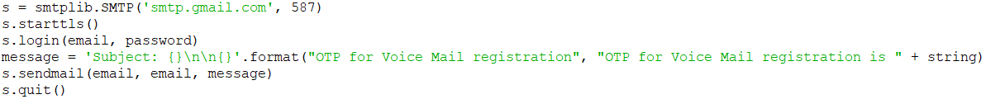 s = smtplib.SMTP('smtp.gmail.com', 587)
s.starttls()
s.login(email, password)
message = 'Subject: {}\n\n{}'.format("OTP for Voice Mail registration", "OTP for Voice Mail registration is " + string)
s.sendmail(email, email, message)
s.quit()